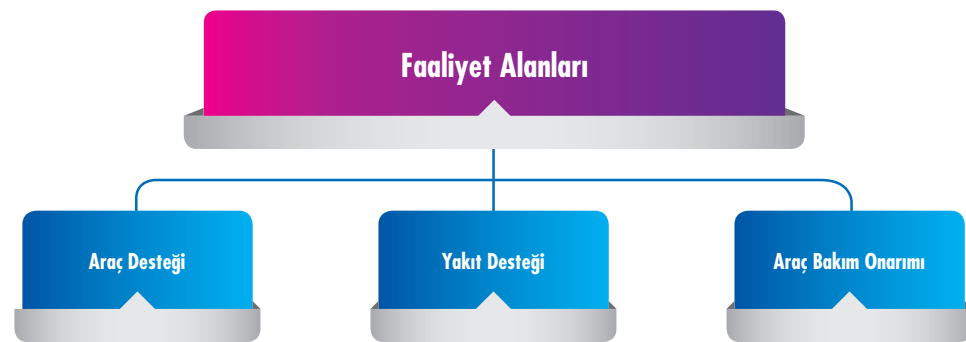 Faaliyet Alanları
Araç Desteği
Yakıt Desteği
Araç Bakım Onarımı